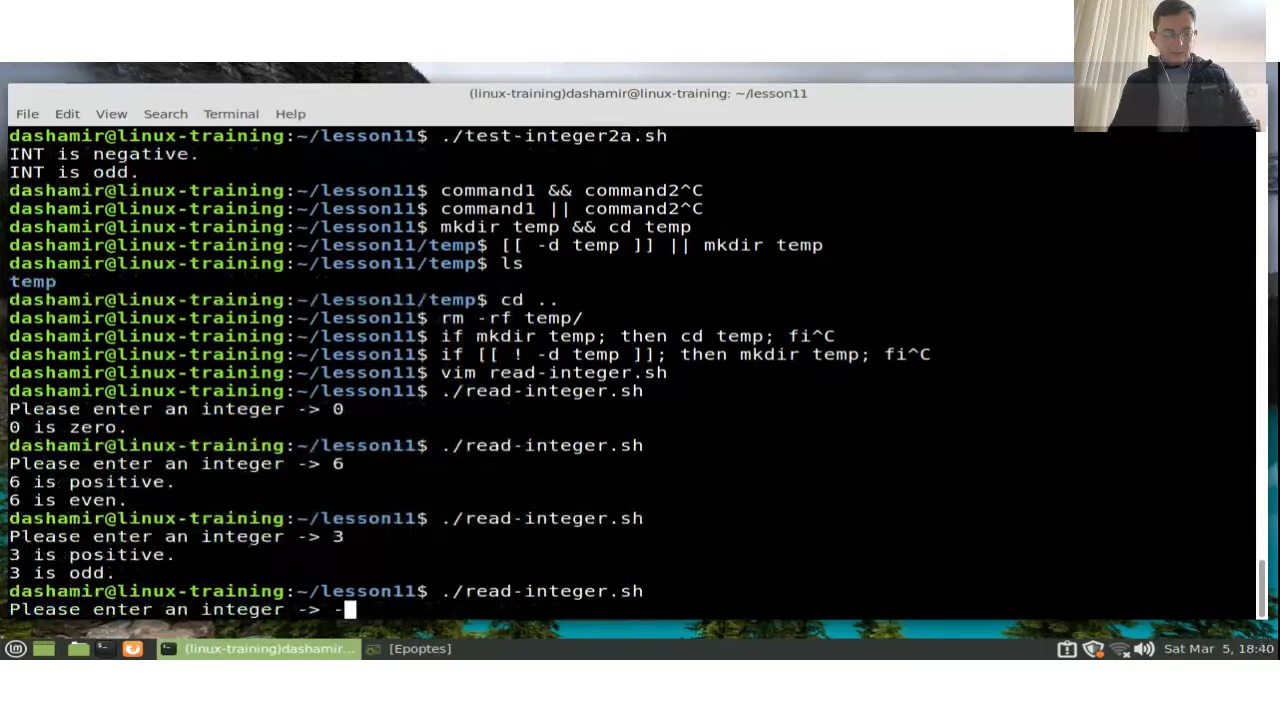 (linux-training)dashamir@linux-training: ~/lesson11
File Edit View Search Terminal Help
dashamir@linux-training:~/lesson11$ ./test-integer2a.sh
INT is negative.
INT is odd.
dashamir@linux-training:~/lesson11$ command1 && command2^C
dashamir@linux-training:~/lesson11$ command1 || command2^C
dashamir@linux-training:~/lesson11$ mkdir temp && cd temp
dashamir@linux-training:~/lesson11/temp$ [[ -d temp ]] || mkdir temp
dashamir@linux-training:~/lesson11/temp$ ls
temp
dashamir@linux-training:~/lesson11/temp$ cd ..
dashamir@linux-training:~/lesson11$ rm -rf temp/
dashamir@linux-training:~/lesson11$ if mkdir temp; then cd temp; fi^C
dashamir@linux-training:~/lesson11$ if [[ ! -d temp ]]; then mkdir temp; fi^C
dashamir@linux-training:~/lesson11$ vim read-integer.sh
dashamir@linux-training:~/lesson11$ ./read-integer.sh
Please enter an integer -> 0
0 is zero.
dashamir@linux-training:~/lesson11$ ./read-integer.sh
Please enter an integer -> 6
6 is positive.
6 is even.
dashamir@linux-training:~/lesson11$ ./read-integer.sh
Please enter an integer -> 3
3 is positive.
3 is odd.
dashamir@linux-training:~/lesson11$ ./read-integer.sh
Please enter an integer -> -
(linux-training)dashamir... [Epoptes] Sat Mar 5, 18:40